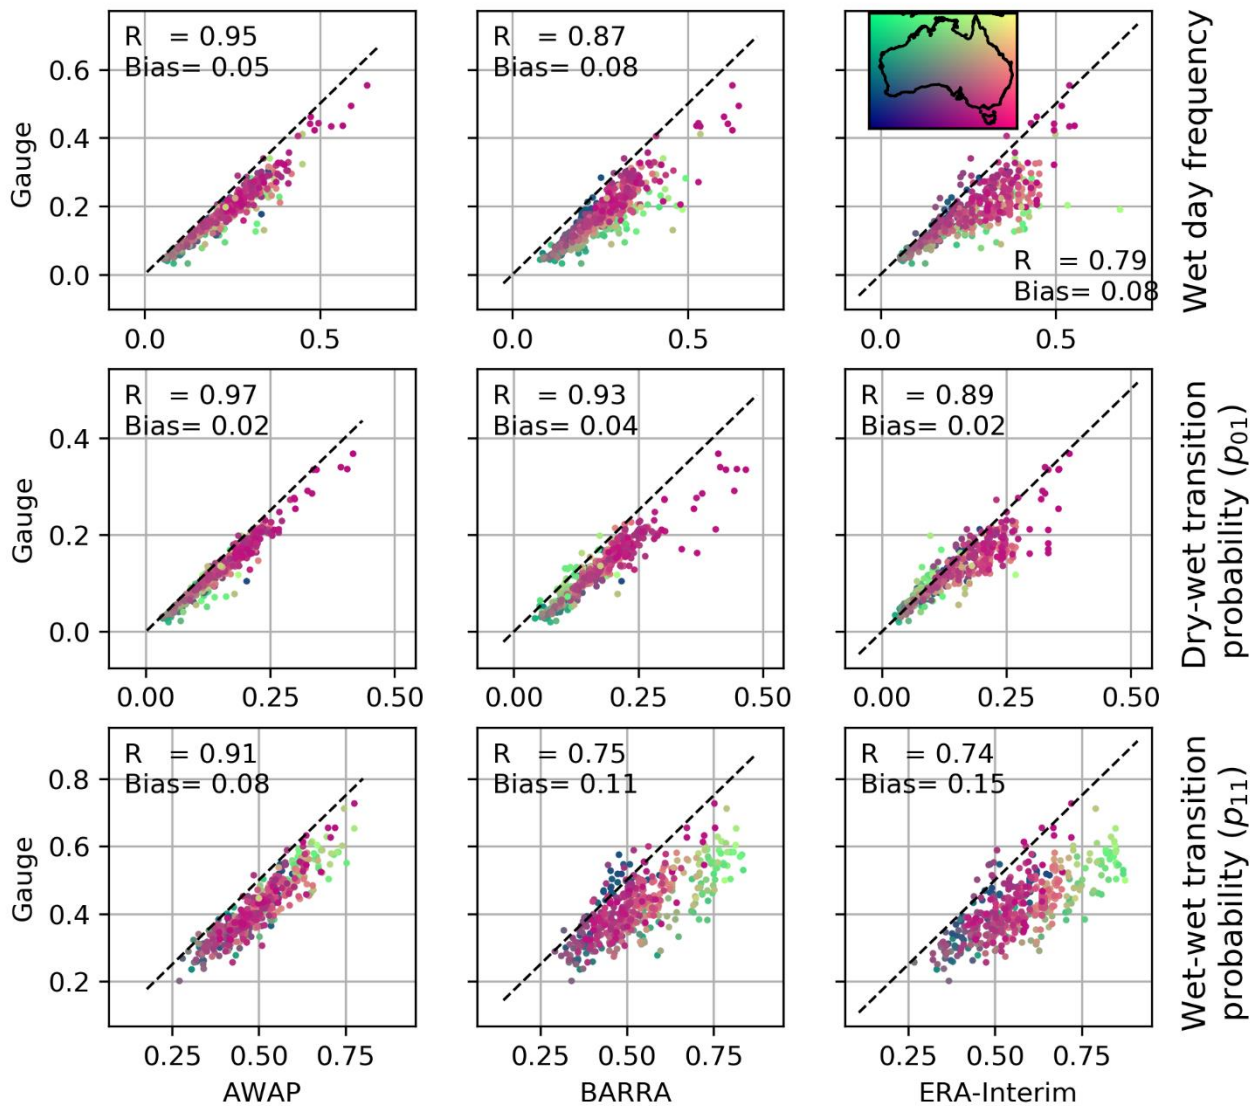 R = 0.95
Bias= 0.05
R = 0.87
Bias= 0.08
R = 0.79
Bias= 0.08
0.6
0.4
0.2
0.0
Gauge
Wet day frequency
0.0 0.5
0.0 0.5
0.0 0.5
R = 0.97
Bias= 0.02
R = 0.93
Bias= 0.04
R = 0.89
Bias= 0.02
0.4
0.2
0.0
Gauge
Dry-wet transition
probability (p01)
0.00 0.25 0.50
0.00 0.25 0.50
0.00 0.25 0.50
R = 0.91
Bias= 0.08
R = 0.75
Bias= 0.11
R = 0.74
Bias= 0.15
0.8
0.6
0.4
0.2
Gauge
Wet-wet transition
probability (p11)
0.25 0.50 0.75
0.25 0.50 0.75
0.25 0.50 0.75
AWAP
BARRA
ERA-Interim